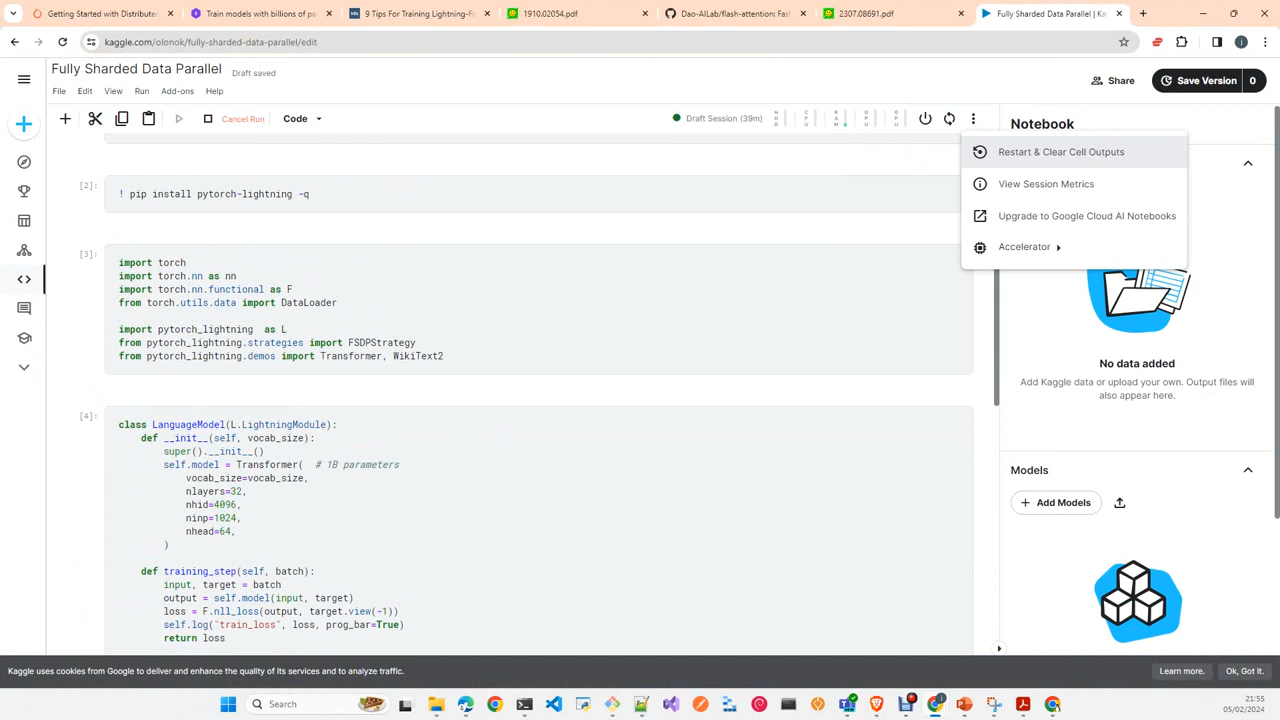 Getting Started with Distribute
Train models with billions of par
9 Tips For Training Lightning-F
1910.02054.pdf
Dao-AILab/flash-attention: Fast
2307.08691.pdf
Fully Sharded Data Parallel | Ka
kaggle.com/olonok/fully-sharded-data-parallel/edit
i
Fully Sharded Data Parallel
Draft saved
Share
Save Version
0
File
Edit
View
Run
Add-ons
Help
Cancel Run
Code
Draft Session (39m)
Notebook
Restart & Clear Cell Outputs
View Session Metrics
Upgrade to Google Cloud AI Notebooks
Accelerator
[2]:
! pip install pytorch-lightning -q
[3]:
import torch
import torch.nn as nn
import torch.nn.functional as F
from torch.utils.data import DataLoader
import pytorch_lightning  as L
from pytorch_lightning.strategies import FSDPStrategy
from pytorch_lightning.demos import Transformer, WikiText2
[4]:
class LanguageModel(L.LightningModule):
def __init__(self, vocab_size):
super().__init__()
self.model = Transformer(  # 1B parameters
vocab_size=vocab_size,
nlayers=32,
nhid=4096,
ninp=1024,
nhead=64,
)
def training_step(self, batch):
input, target = batch
output = self.model(input, target)
loss = F.nll_loss(output, target.view(-1))
self.log("train_loss", loss, prog_bar=True)
return loss
No data added
Add Kaggle data or upload your own. Output files
will also appear here.
Models
Add Models
Kaggle uses cookies from Google to deliver and enhance the quality of its services and to analyze traffic.
Learn more.
Ok, Got it.
Search
21:55
05/02/2024